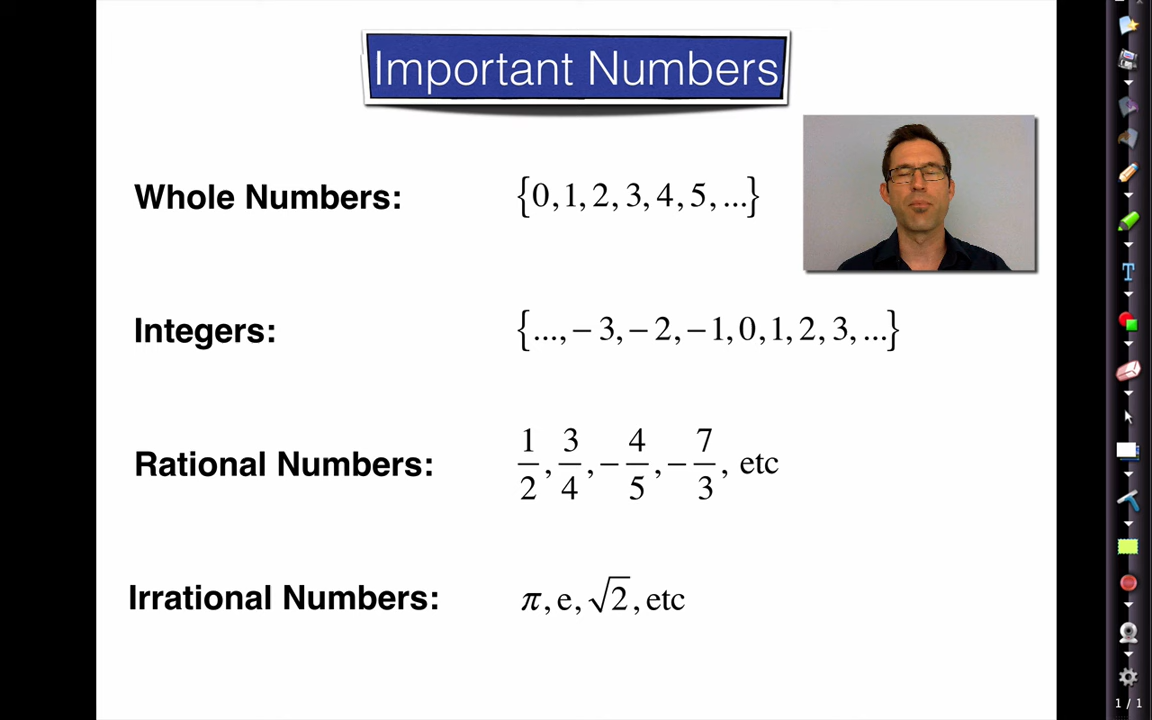 Important Numbers
Whole Numbers: {0,1,2,3,4,5,...}
Integers: {...,−3,−2,−1,0,1,2,3,...}
Rational Numbers: 1/2, 3/4, −4/5, −7/3, etc
Irrational Numbers: π, e, √2, etc
T
1 / 1